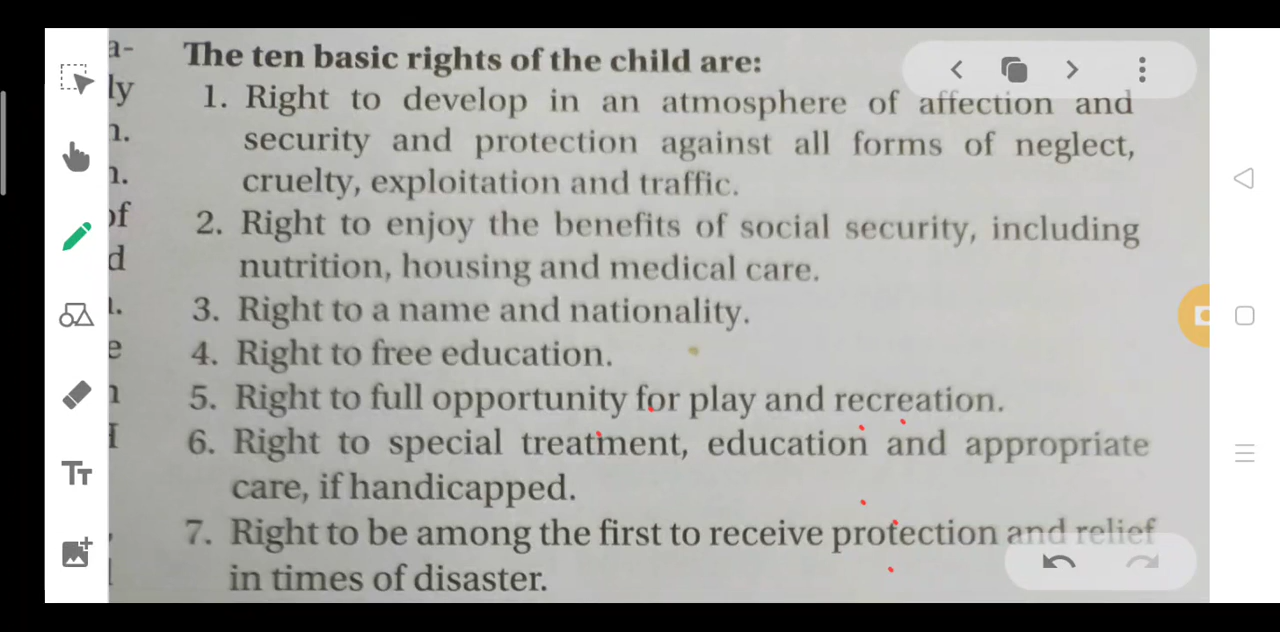 a-
ly
n.
n.
of
d
e
The ten basic rights of the child are:
1. Right to develop in an atmosphere of affection and
security and protection against all forms of neglect,
cruelty, exploitation and traffic.
2. Right to enjoy the benefits of social security, including
nutrition, housing and medical care.
3. Right to a name and nationality.
4. Right to free education.
5. Right to full opportunity for play and recreation.
6. Right to special treatment, education and appropriate
care, if handicapped.
7. Right to be among the first to receive protection and relief
in times of disaster.
TT